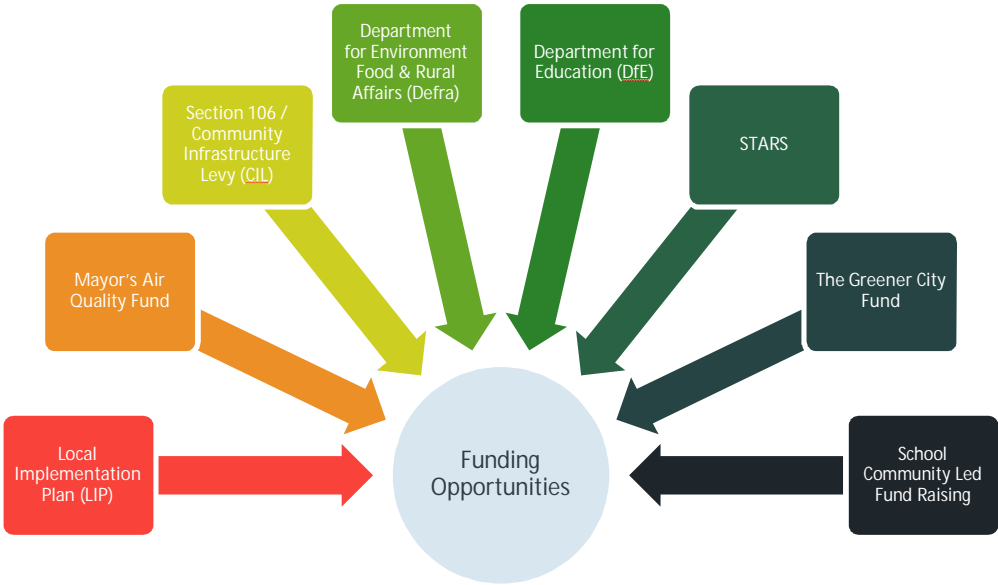 Department
for Environment
Food & Rural
Affairs (Defra)
Department for
Education (DfE)
Section 106 /
Community
Infrastructure
Levy (CIL)
STARS
Mayor's Air
Quality Fund
The Greener City
Fund
Local
Implementation
Plan (LIP)
Funding
Opportunities
School
Community Led
Fund Raising